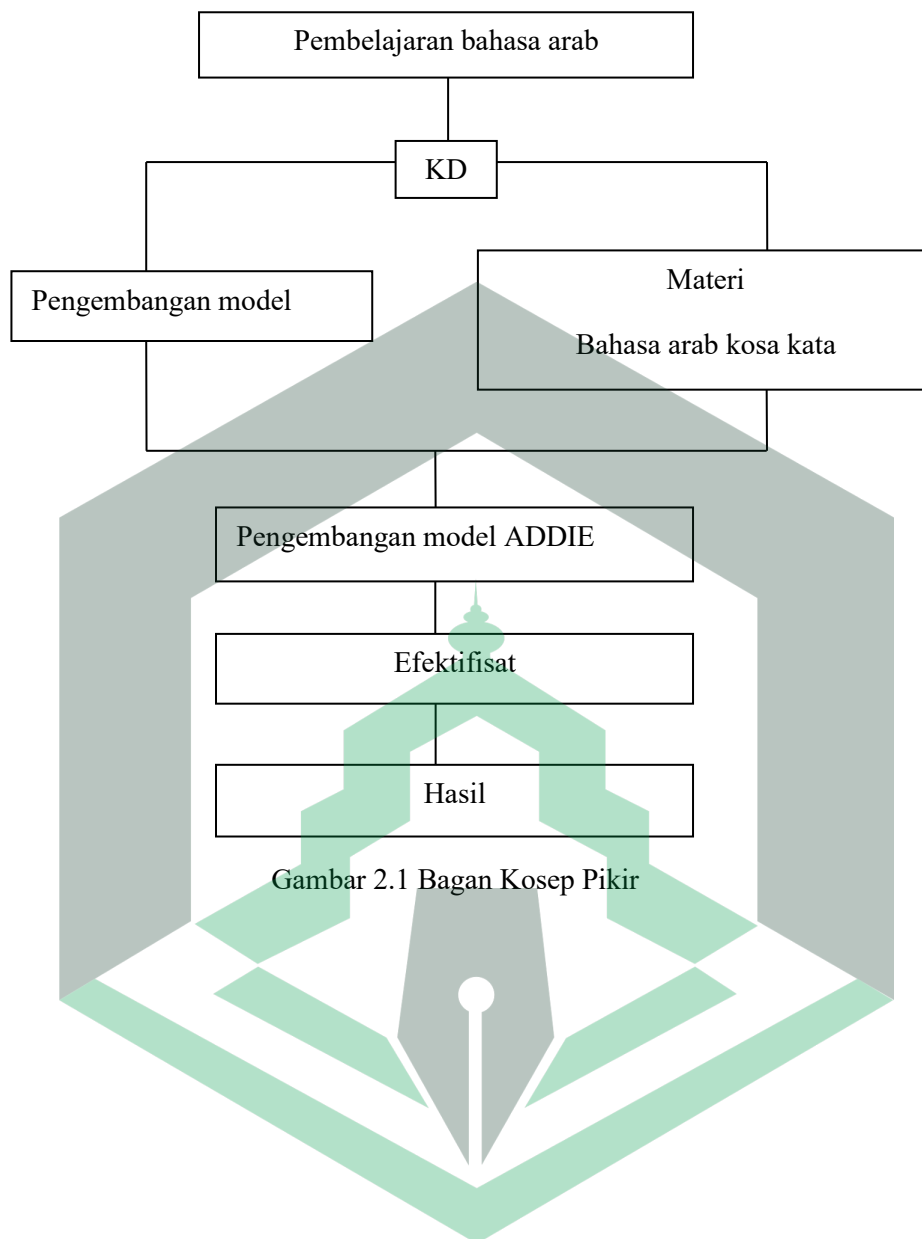 Pembelajaran bahasa arab
KD
Pengembangan model
Materi
Bahasa arab kosa kata
Pengembangan model ADDIE
Efektifisat
Hasil
Gambar 2.1 Bagan Kosep Pikir